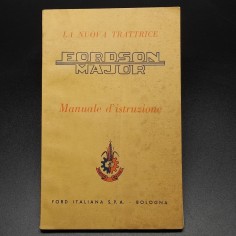 LA NUOVA TRATTRICE
FORDSON
MAJOR
Manuale d'istruzione
FORD ITALIANA S.P.A. BOLOGNA